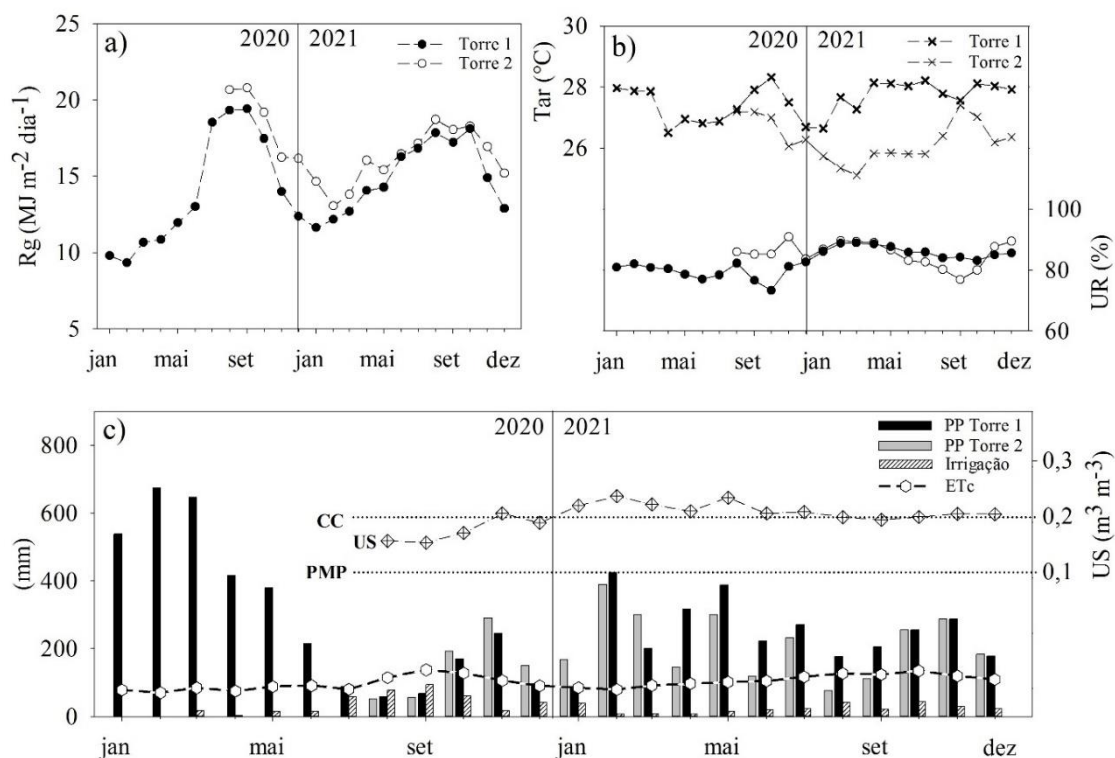 a)
2020
2021
Torre 1
Torre 2
Rg (MJ m-2 dia-1)
25
20
15
10
5
jan
mai
set
jan
mai
set
dez
b)
2020
2021
Torre 1
Torre 2
Tar (°C)
30
28
26
100
80
60
UR (%)
jan
mai
set
jan
mai
set
dez
c)
2020
2021
PP Torre 1
PP Torre 2
Irrigação
ETc
(mm)
800
600
400
200
0
CC
US
PMP
0,3
0,2
0,1
US (m3 m-3)
jan
mai
set
jan
mai
set
dez